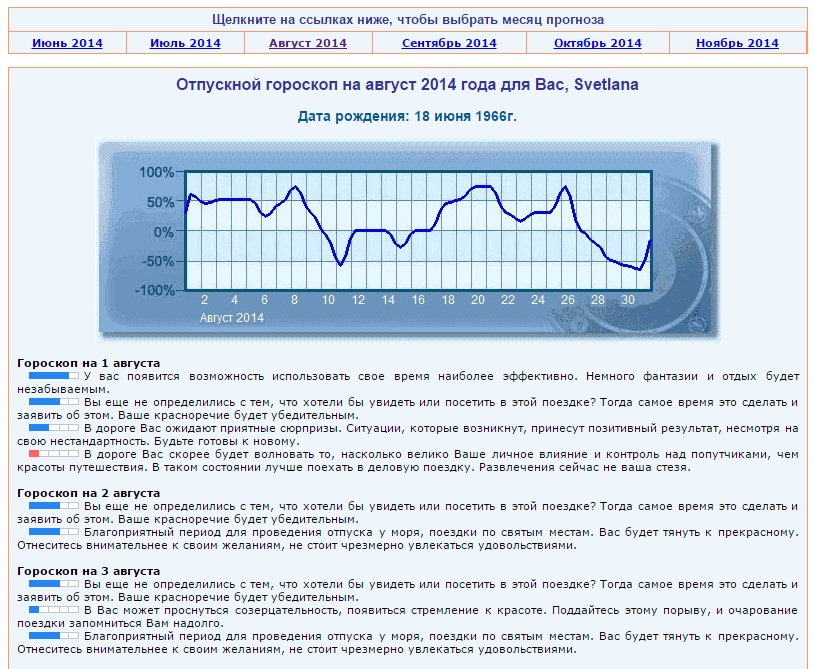 Щелкните на ссылках ниже, чтобы выбрать месяц прогноза
Июнь 2014 Июль 2014 Август 2014 Сентябрь 2014 Октябрь 2014 Ноябрь 2014
Отпускной гороскоп на август 2014 года для Вас, Svetlana
Дата рождения: 18 июня 1966г.
100%
50%
0%
-50%
-100%
2 4 6 8 10 12 14 16 18 20 22 24 26 28 30
Август 2014
Гороскоп на 1 августа
У вас появится возможность использовать свое время наиболее эффективно. Немного фантазии и отдых будет
незабываемым.
Вы еще не определились с тем, что хотели бы увидеть или посетить в этой поездке? Тогда самое время это сделать и
заявить об этом. Ваше красноречие будет убедительным.
В дороге Вас ожидают приятные сюрпризы. Ситуации, которые возникнут, принесут позитивный результат, несмотря на
свою нестандартность. Будьте готовы к новому.
В дороге Вас скорее будет волновать то, насколько велико Ваше личное влияние и контроль над попутчиками, чем
красоты путешествия. В таком состоянии лучше поехать в деловую поездку. Развлечения сейчас не ваша стезя.
Гороскоп на 2 августа
Вы еще не определились с тем, что хотели бы увидеть или посетить в этой поездке? Тогда самое время это сделать и
заявить об этом. Ваше красноречие будет убедительным.
Благоприятный период для проведения отпуска у моря, поездки по святым местам. Вас будет тянуть к прекрасному.
Отнеситесь внимательнее к своим желаниям, не стоит чрезмерно увлекаться удовольствиями.
Гороскоп на 3 августа
Вы еще не определились с тем, что хотели бы увидеть или посетить в этой поездке? Тогда самое время это сделать и
заявить об этом. Ваше красноречие будет убедительным.
В Вас может проснуться созерцательность, появиться стремление к красоте. Поддайтесь этому порыву, и очарование
поездки запомниться Вам надолго.
Благоприятный период для проведения отпуска у моря, поездки по святым местам. Вас будет тянуть к прекрасному.
Отнеситесь внимательнее к своим желаниям, не стоит чрезмерно увлекаться удовольствиями.